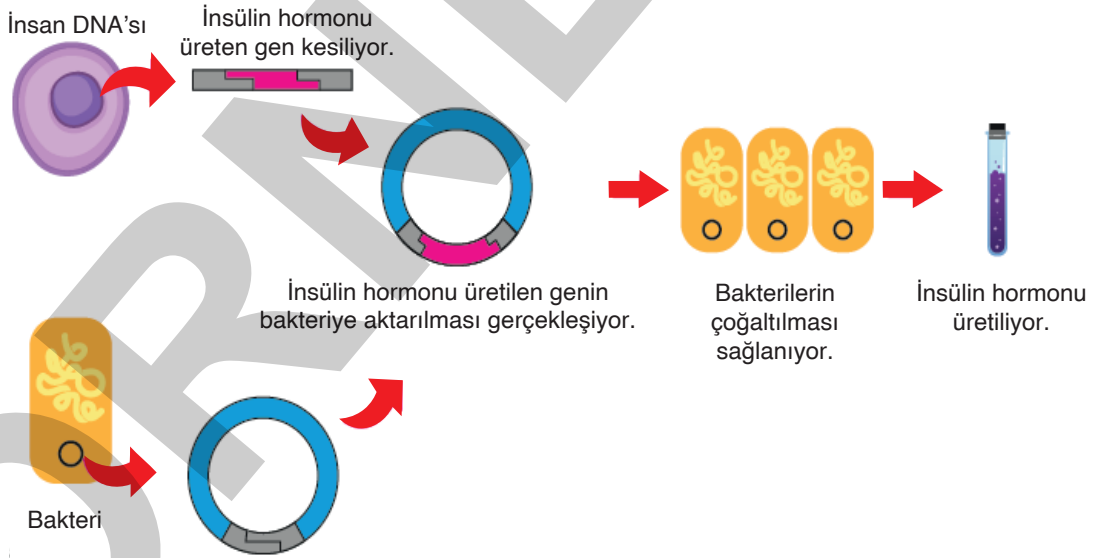 İnsan DNA'sı
İnsülin hormonu
üreten gen kesiliyor.
İnsülin hormonu üretilen genin
bakteriye aktarılması gerçekleşiyor.
Bakterilerin
çoğaltılması
sağlanıyor.
İnsülin hormonu
üretiliyor.
Bakteri